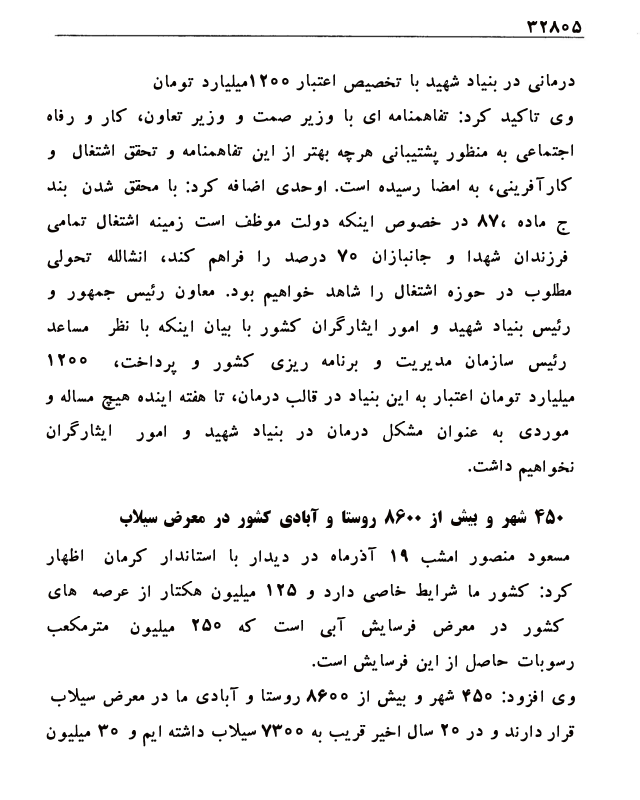 ۳۲۸۰۵
درمانی در بنیاد شهید با تخصیص اعتبار ۱۲۰۰میلیارد تومان
وی تاکید کرد: تفاهمنامه ای با وزیر صمت و وزیر تعاون، کار و رفاه
اجتماعی به منظور پشتیبانی هرچه بهتر از این تفاهمنامه و تحقق اشتغال و
کارآفرینی، به امضا رسیده است. اوحدی اضافه کرد: با محقق شدن بند
ج ماده ،۸۷ در خصوص اینکه دولت موظف است زمینه اشتغال تمامی
فرزندان شهدا و جانبازان ۷۰ درصد را فراهم کند، انشالله تحولی
مطلوب در حوزه اشتغال را شاهد خواهیم بود. معاون رئیس جمهور و
رئیس بنیاد شهید و امور ایثارگران کشور با بیان اینکه با نظر مساعد
رئیس سازمان مدیریت و برنامه ریزی کشور و پرداخت، ۱۲۰۰
میلیارد تومان اعتبار به این بنیاد در قالب درمان، تا هفته اینده هیچ مساله و
موردی به عنوان مشکل درمان در بنیاد شهید و امور ایثارگران
نخواهیم داشت.
۴۵۰ شهر و بیش از ۸۶۰۰ روستا و آبادی کشور در معرض سیلاب
مسعود منصور امشب ۱۹ آذرماه در دیدار با استاندار کرمان اظهار
کرد: کشور ما شرایط خاصی دارد و ۱۲۵ میلیون هکتار از عرصه های
کشور در معرض فرسایش آبی است که ۲۵۰ میلیون مترمکعب
رسوبات حاصل از این فرسایش است.
وی افزود: ۴۵۰ شهر و بیش از ۸۶۰۰ روستا و آبادی ما در معرض سیلاب
قرار دارند و در ۲۰ سال اخیر قریب به ۷۳۰۰ سیلاب داشته ایم و ۳۰ میلیون